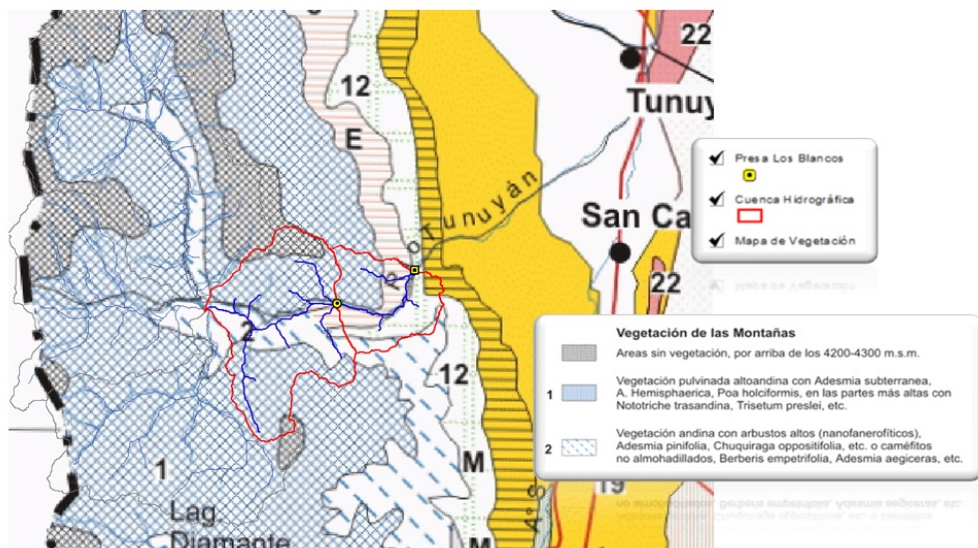 22
12
Tunuy
E
Aº Tunuyán
San Ca
22
2
12
1
M
19
Lag.
Diamante
Aº S
M
Presa Los Blancos
Cuenca Hidrográfica
Mapa de Vegetación
Vegetación de las Montañas
Areas sin vegetación, por arriba de los 4200-4300 m.s.m.
1
Vegetación pulvinada altoandina con Adesmia subterranea,
A. Hemisphaerica, Poa holciformis, en las partes más altas con
Nototriche trasandina, Trisetum preslei, etc.
2
Vegetación andina con arbustos altos (nanofanerofíticos),
Adesmia pinifolia, Chuquiraga oppositifolia, etc. o caméfitos
no almohadillados, Berberis empetrifolia, Adesmia aegiceras, etc.